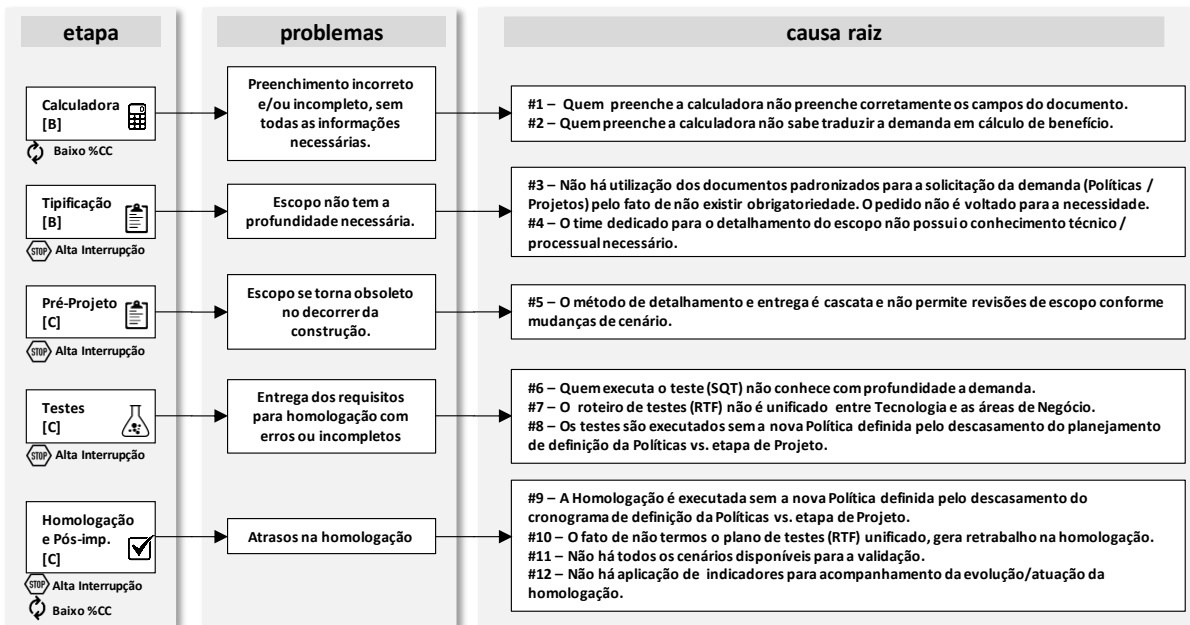 etapa
problemas
causa raiz
Calculadora
[B]
Baixo %CC
Preenchimento incorreto
e/ou incompleto, sem
todas as informações
necessárias.
#1 – Quem preenche a calculadora não preenche corretamente os campos do documento.
#2 – Quem preenche a calculadora não sabe traduzir a demanda em cálculo de benefício.
Tipificação
[B]
STOP Alta Interrupção
Escopo não tem a
profundidade necessária.
#3 – Não há utilização dos documentos padronizados para a solicitação da demanda (Políticas /
Projetos) pelo fato de não existir obrigatoriedade. O pedido não é voltado para a necessidade.
#4 – O time dedicado para o detalhamento do escopo não possui o conhecimento técnico /
processual necessário.
Pré-Projeto
[C]
STOP Alta Interrupção
Escopo se torna obsoleto
no decorrer da
construção.
#5 – O método de detalhamento e entrega é cascata e não permite revisões de escopo conforme
mudanças de cenário.
Testes
[C]
STOP Alta Interrupção
Entrega dos requisitos
para homologação com
erros ou incompletos
#6 – Quem executa o teste (SQT) não conhece com profundidade a demanda.
#7 – O roteiro de testes (RTF) não é unificado entre Tecnologia e as áreas de Negócio.
#8 – Os testes são executados sem a nova Política definida pelo descasamento do planejamento
de definição da Políticas vs. etapa de Projeto.
Homologação
e Pós-imp.
[C]
STOP Alta Interrupção
Baixo %CC
Atrasos na homologação
#9 – A Homologação é executada sem a nova Política definida pelo descasamento do
cronograma de definição da Políticas vs. etapa de Projeto.
#10 – O fato de não termos o plano de testes (RTF) unificado, gera retrabalho na homologação.
#11 – Não há todos os cenários disponíveis para a validação.
#12 – Não há aplicação de indicadores para acompanhamento da evolução/atuação da
homologação.